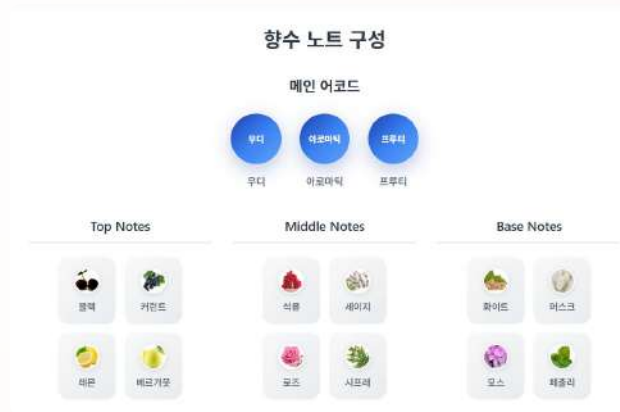 향수 노트 구성
메인 어코드
우디 아로마틱 프루티
우디 아로마틱 프루티
Top Notes Middle Notes Base Notes
블랙 커런트 석류 세이지 화이트 머스크
레몬 베르가못 로즈 시프레 모스 페출리